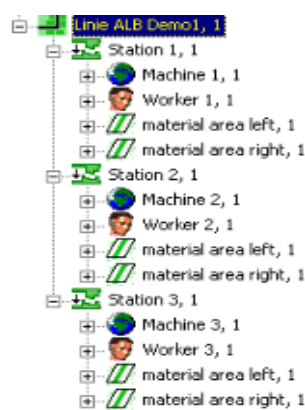 Linie ALB Demo1, 1
Station 1, 1
Machine 1, 1
Worker 1, 1
material area left, 1
material area right, 1
Station 2, 1
Machine 2, 1
Worker 2, 1
material area left, 1
material area right, 1
Station 3, 1
Machine 3, 1
Worker 3, 1
material area left, 1
material area right, 1